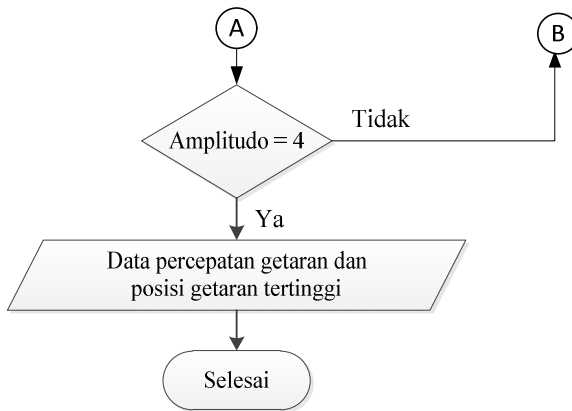 A
B
Tidak
Amplitudo = 4
Ya
Data percepatan getaran dan
posisi getaran tertinggi
Selesai